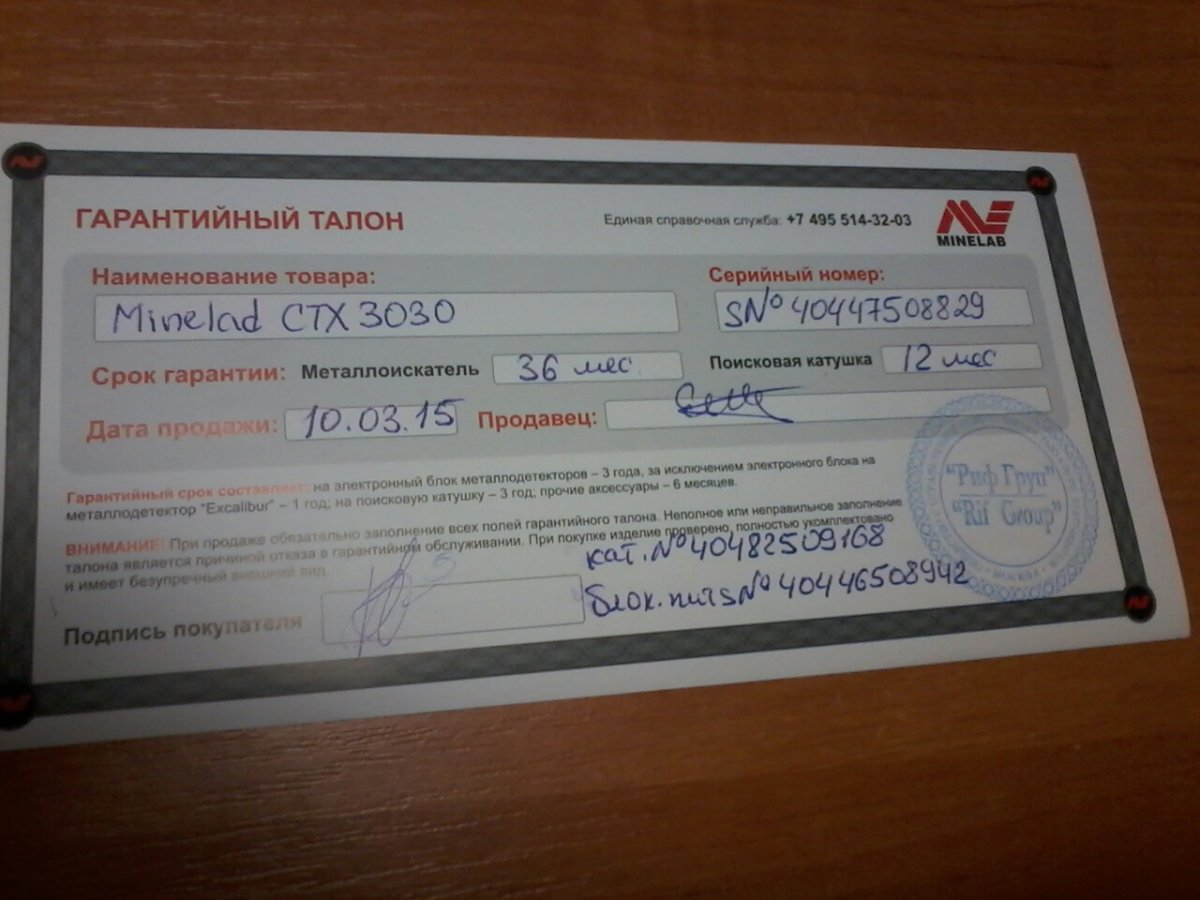 ГАРАНТИЙНЫЙ ТАЛОН
Единая справочная служба: +7 495 514-32-03
MINELAB
Наименование товара:
Серийный номер:
Minelad CTX 3030
SN° 40447508829
Срок гарантии: Металлоискатель 36 мес. Поисковая катушка 12 мес
Дата продажи: 10.03.15 Продавец:
Гарантийный срок составляет: на электронный блок металлодетекторов – 3 года, за исключением электронного блока на
металлодетектор "Excalibur" – 1 год; на поисковую катушку – 3 год; прочие аксессуары – 6 месяцев.
ВНИМАНИЕ! При продаже обязательно заполнение всех полей гарантийного талона. Неполное или неправильное заполнение
талона является причиной отказа в гарантийном обслуживании. При покупке изделие проверено, полностью укомплектовано
и имеет безупречный внешний вид.
кат. N° 40482509168
блок. пит SN° 40446508942
Подпись покупателя
"Риф Груп"
"Rif Group"